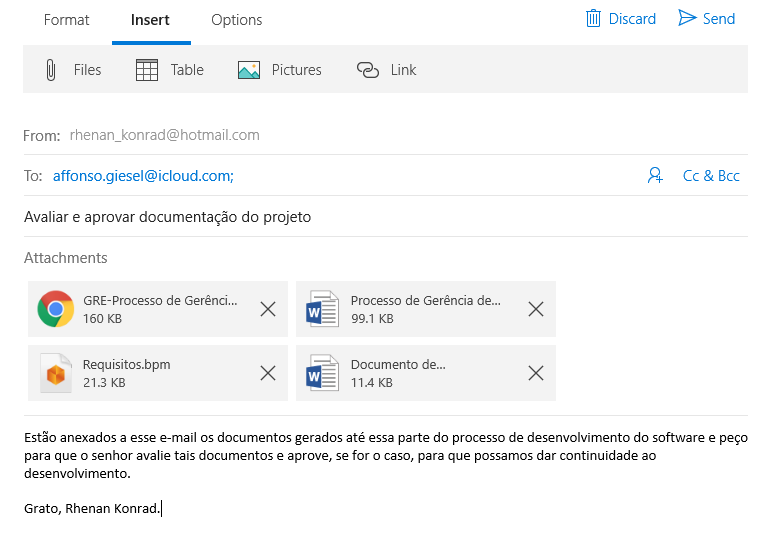 Format Insert Options Discard Send
Files Table Pictures Link
From: rhenan_konrad@hotmail.com
To: affonso.giesel@icloud.com; Cc & Bcc
Avaliar e aprovar documentação do projeto
Attachments
GRE-Processo de Gerênci... Processo de Gerência de...
160 KB 99.1 KB
Requisitos.bpm Documento de...
21.3 KB 11.4 KB
Estão anexados a esse e-mail os documentos gerados até essa parte do processo de desenvolvimento do software e peço
para que o senhor avalie tais documentos e aprove, se for o caso, para que possamos dar continuidade ao
desenvolvimento.
Grato, Rhenan Konrad.